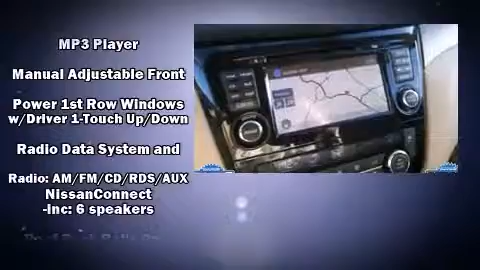 MP3 Player
Manual Adjustable Front
Power 1st Row Windows
w/Driver 1-Touch Up/Down
Radio Data System and
Radio: AM/FM/CD/RDS/AUX
NissanConnect
-Inc: 6 speakers